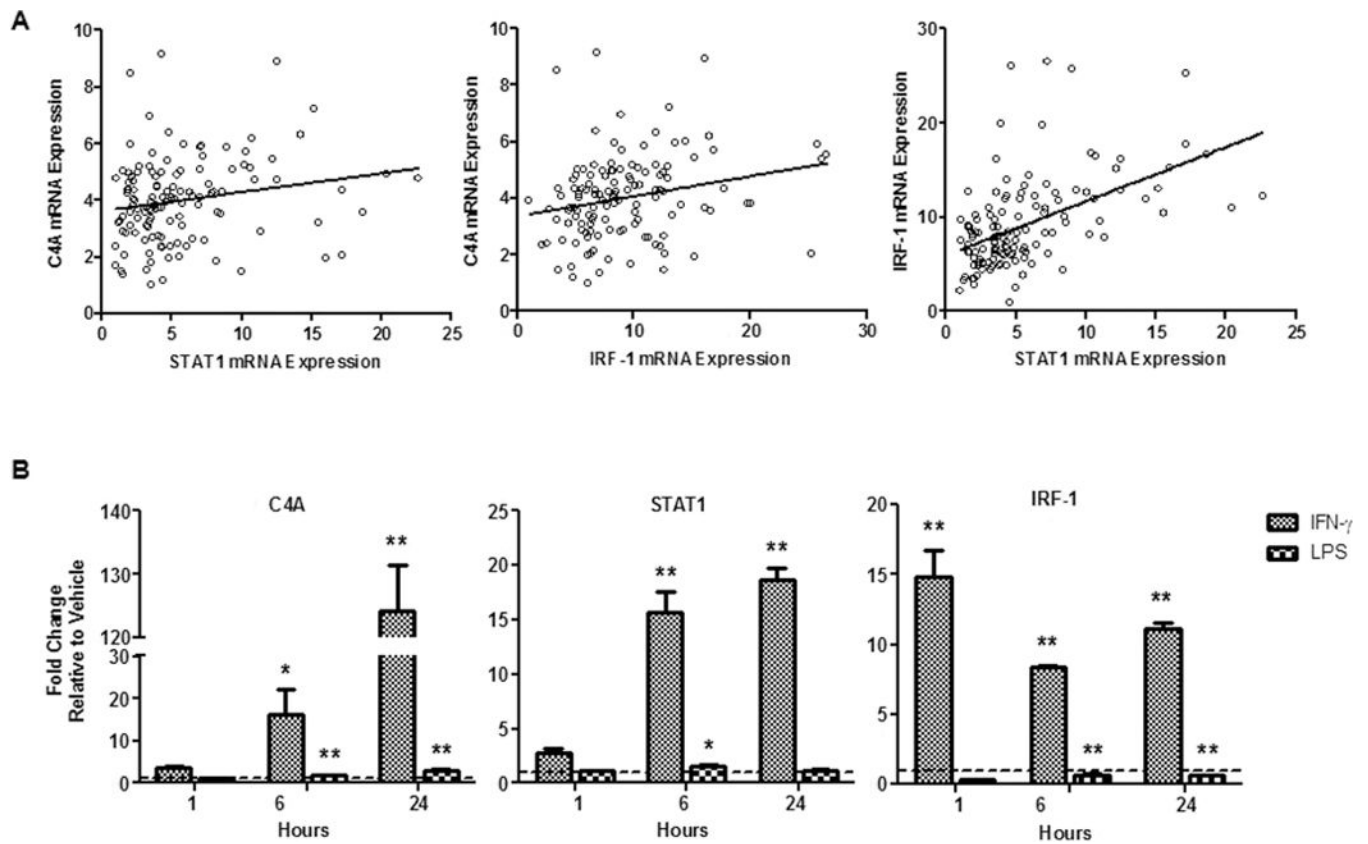 A
C4A mRNA Expression
10
8
6
4
2
0
0 5 10 15 20 25
STAT1 mRNA Expression
C4A mRNA Expression
10
8
6
4
2
0
0 10 20 30
IRF-1 mRNA Expression
IRF-1 mRNA Expression
30
20
10
0
0 5 10 15 20 25
STAT1 mRNA Expression
B
C4A
Fold Change
Relative to Vehicle
140
130
120
30
20
10
0
*
**
**
**
1 6 24
Hours
STAT1
25
20
15
10
5
0
**
*
**
1 6 24
Hours
IRF-1
20
15
10
5
0
**
**
**
**
**
1 6 24
Hours
IFN-γ
LPS